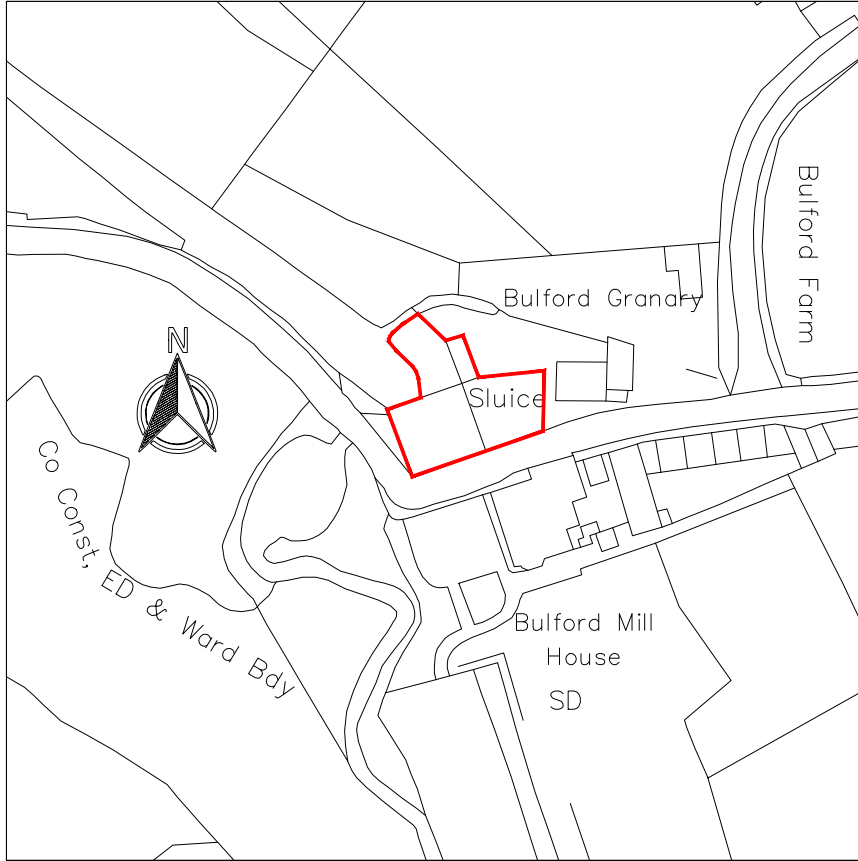 Bulford Farm
Bulford Granary
N
Sluice
Co Const, ED & Ward Bdy
Bulford Mill
House
SD